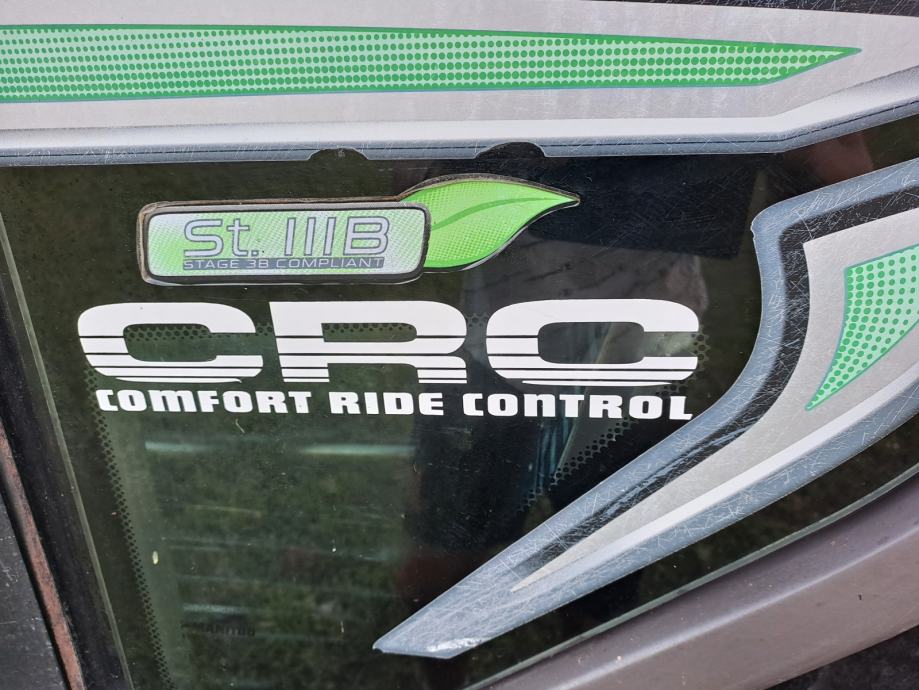 St. IIIB
STAGE 3B COMPLIANT
CRC
COMFORT RIDE CONTROL